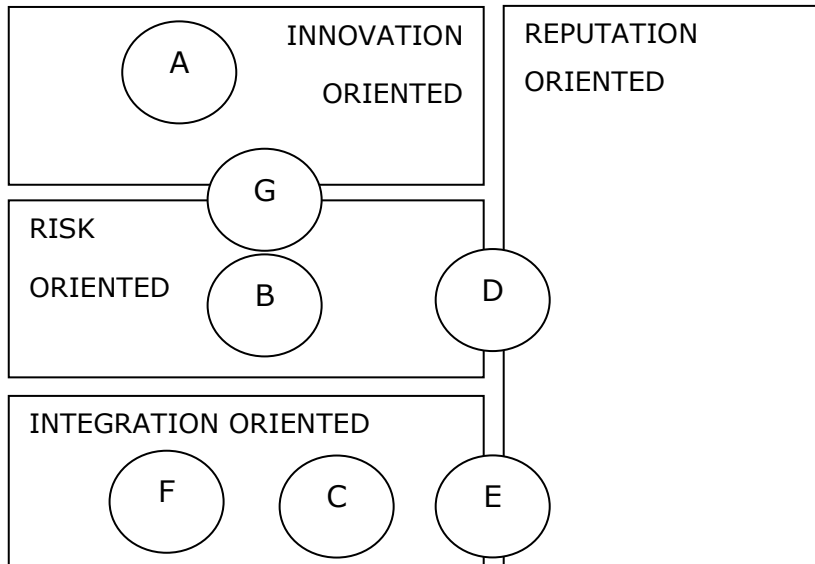 A
INNOVATION
ORIENTED
REPUTATION
ORIENTED
G
RISK
ORIENTED
B
D
INTEGRATION ORIENTED
F
C
E